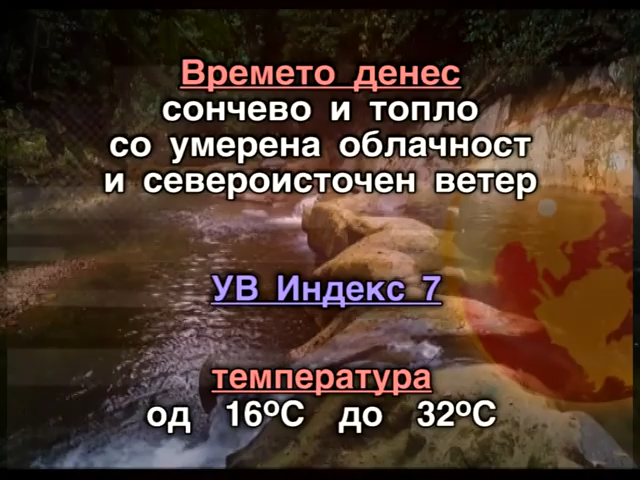 Времето денес
сончево и топло
со умерена облачност
и североисточен ветер
УВ Индекс 7
температура
од 16ºC до 32ºC